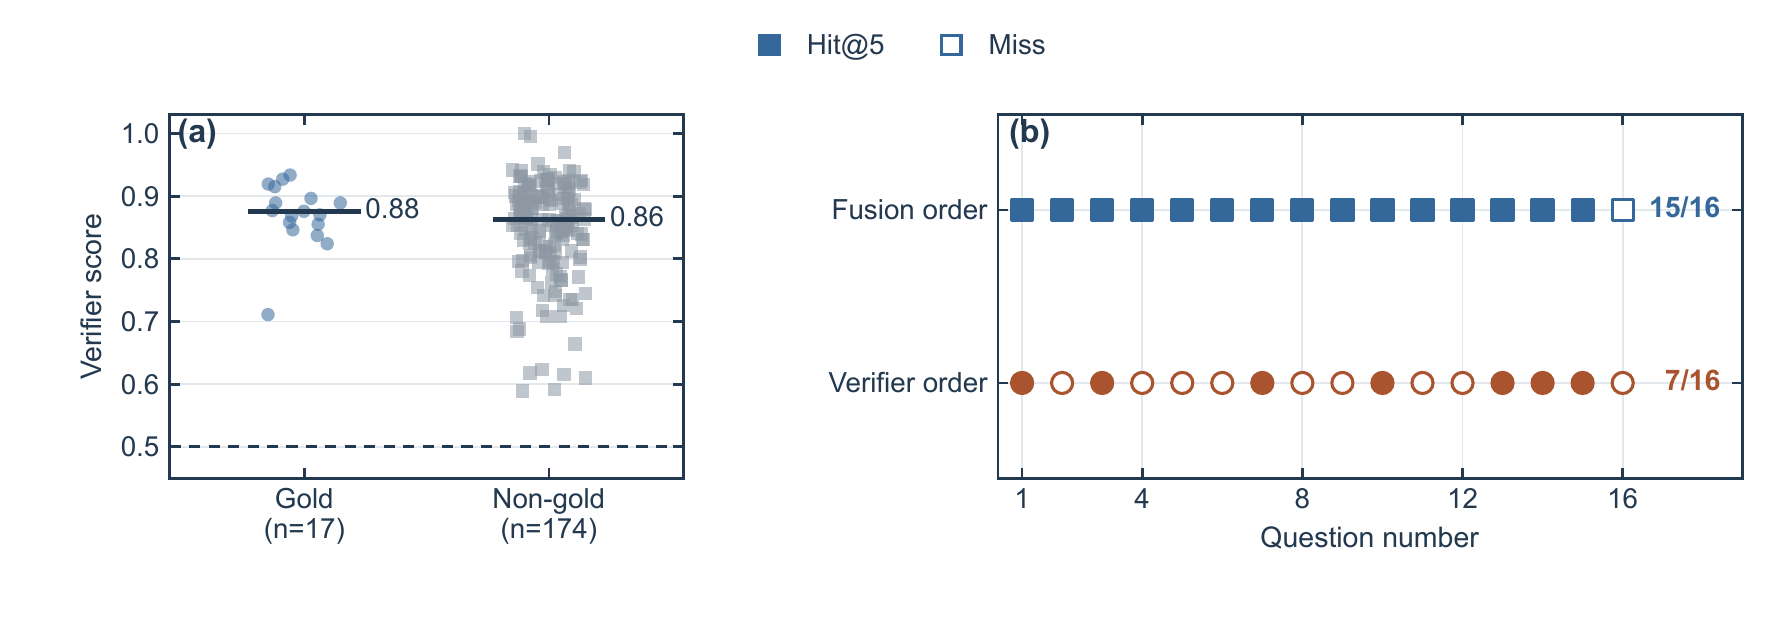 Hit@5 Miss
(a)
1.0
0.9
0.8
0.7
0.6
0.5
Verifier score
0.88
0.86
Gold
(n=17)
Non-gold
(n=174)
(b)
Fusion order
15/16
Verifier order
7/16
1 4 8 12 16
Question number